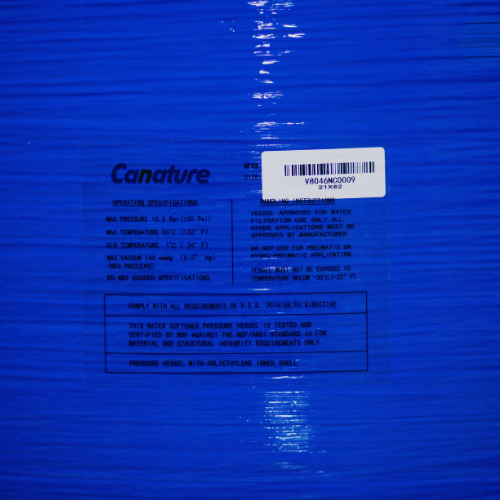 Canature
V8046NC0009
21X62
OPERATING SPECIFICATIONS
MAX. PRESSURE 10.5 Bar (150 Psi)
MAX. TEMPERATURE 50°C (122° F)
MIN. TEMPERATURE 1°C ( 34° F)
MAX. VACUUM 140 mmHg (5.5" Hg)
(NEG PRESSURE)
DO NOT EXCEED SPECIFICATIONS
HANDLING INSTRUCTIONS
VESSEL APPROVED FOR WATER
FILTRATION USE ONLY. ALL
OTHER APPLICATIONS MUST BE
APPROVED BY MANUFACTURER
DO NOT USE FOR PNEUMATIC OR
HYDRO PNEUMATIC APPLICATION
VESSEL MUST NOT BE EXPOSED TO
TEMPERATURE BELOW
COMPLY WITH ALL REQUIREMENTS OF P.E.D. 2014/68/EU DIRECTIVE
THIS WATER SOFTENER PRESSURE VESSEL IS TESTED AND
CERTIFIED BY NSF AGAINST THE NSF/ANSI STANDARD 44 FOR
MATERIAL AND STRUCTURAL INTEGRITY REQUIREMENTS ONLY.
PRESSURE VESSEL WITH POLYETHYLENE INNER SHELL